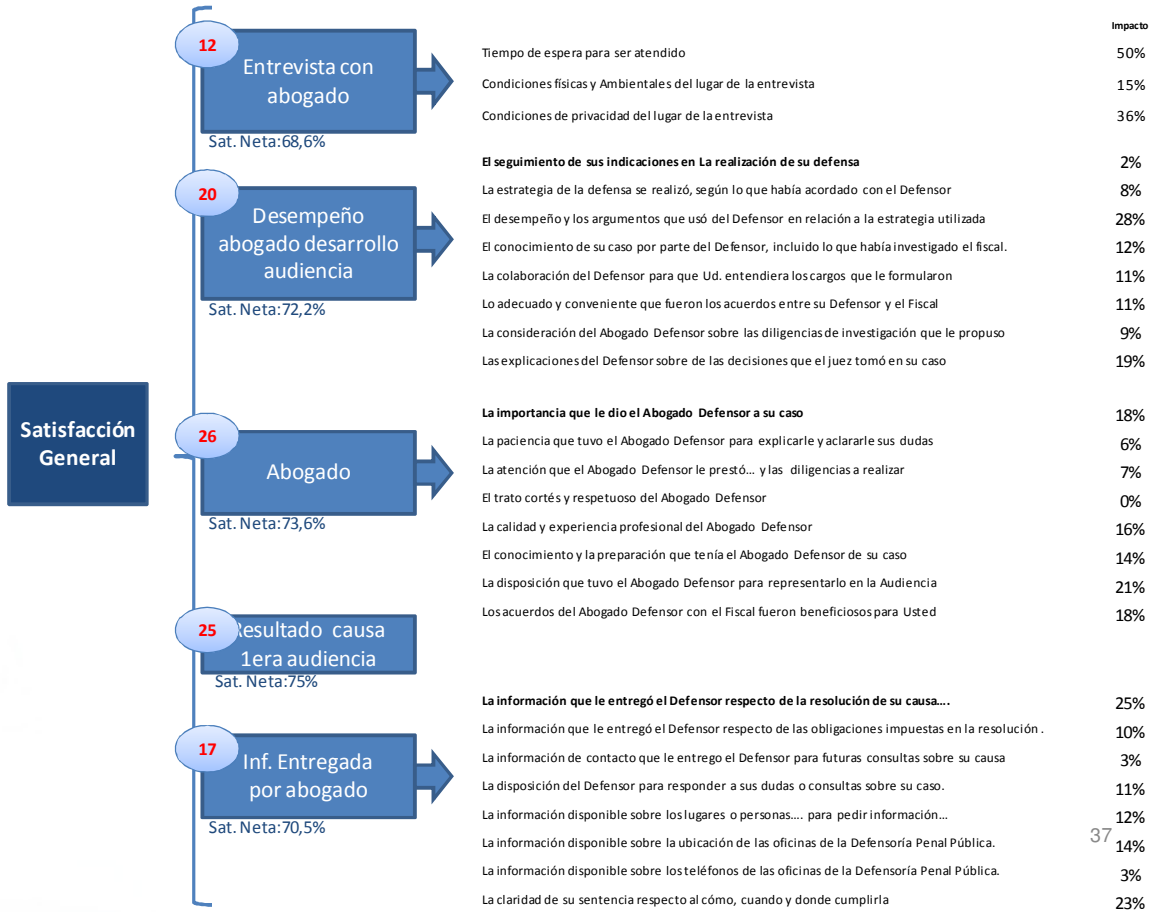 Impacto
12
Entrevista con
abogado
Sat. Neta:68,6%
Tiempo de espera para ser atendido 50%
Condiciones físicas y Ambientales del lugar de la entrevista 15%
Condiciones de privacidad del lugar de la entrevista 36%
20
Desempeño
abogado desarrollo
audiencia
Sat. Neta:72,2%
El seguimiento de sus indicaciones en La realización de su defensa 2%
La estrategia de la defensa se realizó, según lo que había acordado con el Defensor 8%
El desempeño y los argumentos que usó del Defensor en relación a la estrategia utilizada 28%
El conocimiento de su caso por parte del Defensor, incluido lo que había investigado el fiscal. 12%
La colaboración del Defensor para que Ud. entendiera los cargos que le formularon 11%
Lo adecuado y conveniente que fueron los acuerdos entre su Defensor y el Fiscal 11%
La consideración del Abogado Defensor sobre las diligencias de investigación que le propuso 9%
Las explicaciones del Defensor sobre de las decisiones que el juez tomó en su caso 19%
Satisfacción
General
26
Abogado
Sat. Neta:73,6%
La importancia que le dio el Abogado Defensor a su caso 18%
La paciencia que tuvo el Abogado Defensor para explicarle y aclararle sus dudas 6%
La atención que el Abogado Defensor le prestó... y las diligencias a realizar 7%
El trato cortés y respetuoso del Abogado Defensor 0%
La calidad y experiencia profesional del Abogado Defensor 16%
El conocimiento y la preparación que tenía el Abogado Defensor de su caso 14%
La disposición que tuvo el Abogado Defensor para representarlo en la Audiencia 21%
Los acuerdos del Abogado Defensor con el Fiscal fueron beneficiosos para Usted 18%
25
Resultado causa
1era audiencia
Sat. Neta:75%
17
Inf. Entregada
por abogado
Sat. Neta:70,5%
La información que le entregó el Defensor respecto de la resolución de su causa.... 25%
La información que le entregó el Defensor respecto de las obligaciones impuestas en la resolución . 10%
La información de contacto que le entrego el Defensor para futuras consultas sobre su causa 3%
La disposición del Defensor para responder a sus dudas o consultas sobre su caso. 11%
La información disponible sobre los lugares o personas.... para pedir información... 12%
La información disponible sobre la ubicación de las oficinas de la Defensoría Penal Pública. 14%
La información disponible sobre los teléfonos de las oficinas de la Defensoría Penal Pública. 3%
La claridad de su sentencia respecto al cómo, cuando y donde cumplirla 23%
37